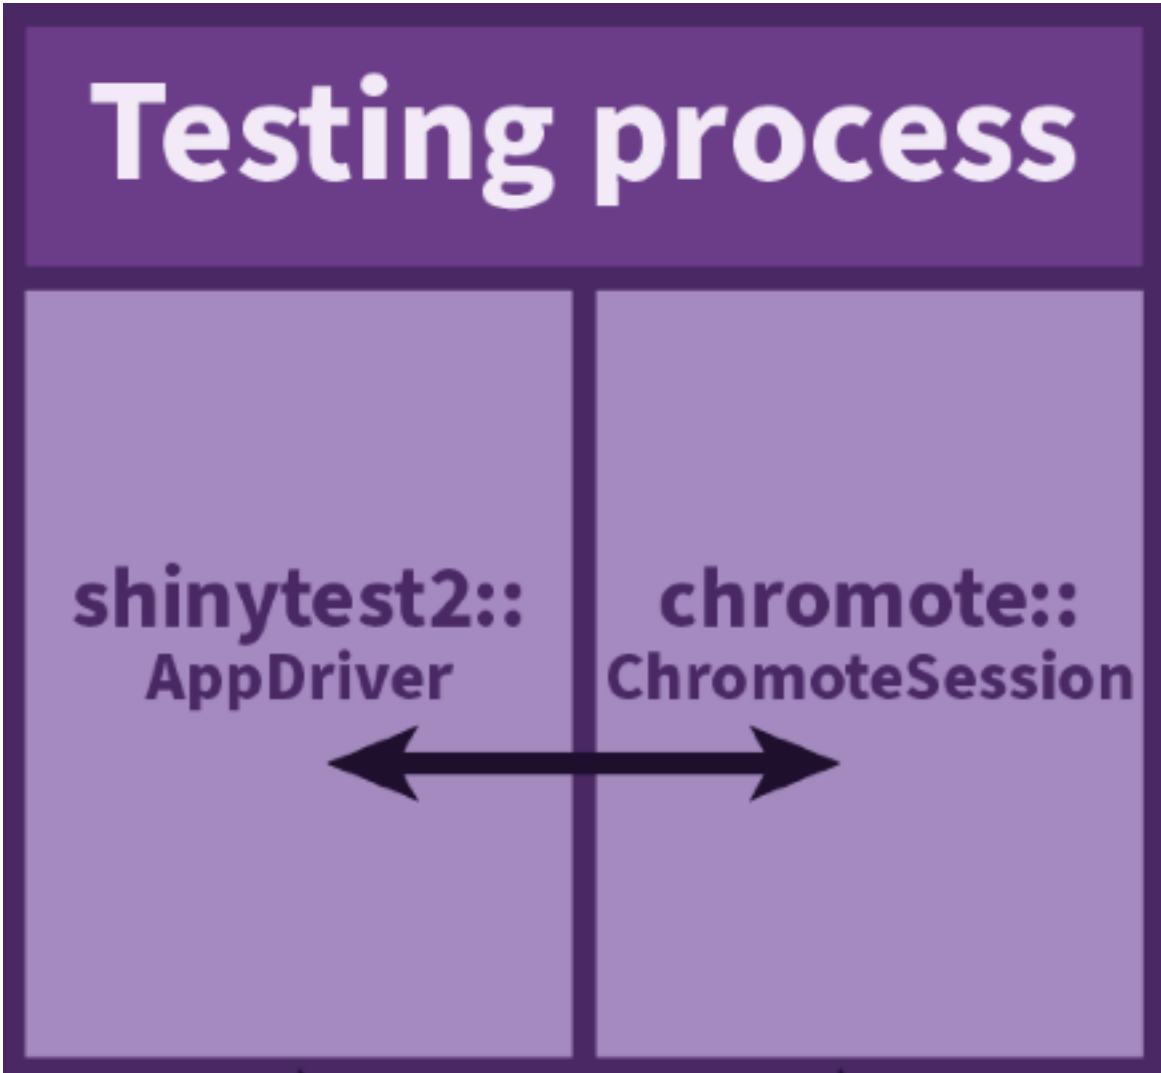 Testing process
shinytest2::
AppDriver
chromote::
ChromoteSession